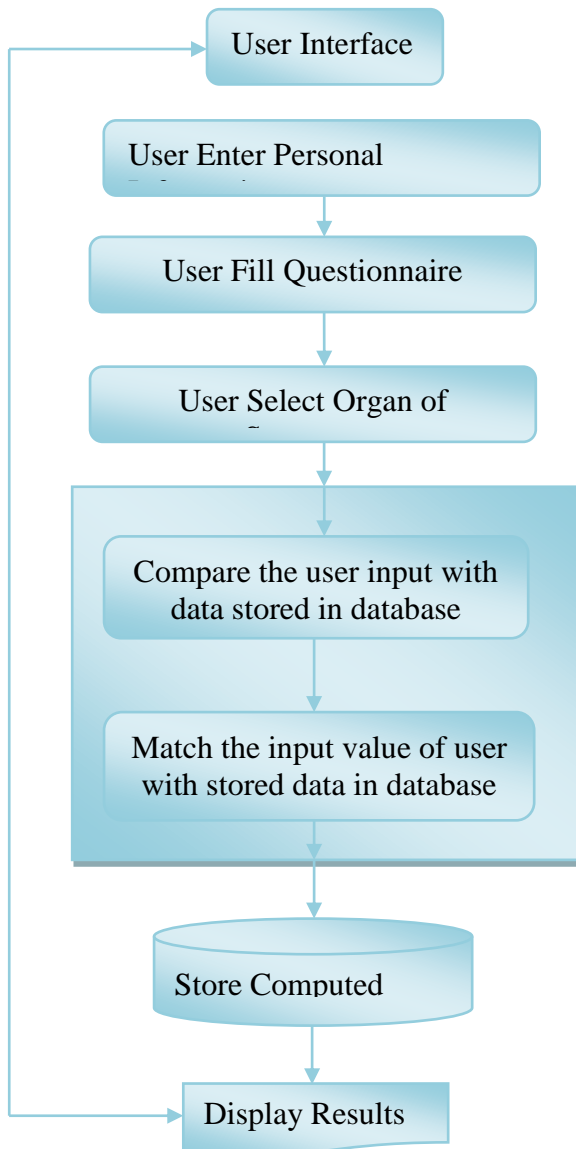 User Interface
User Enter Personal
User Fill Questionnaire
User Select Organ of
Compare the user input with
data stored in database
Match the input value of user
with stored data in database
Store Computed
Display Results